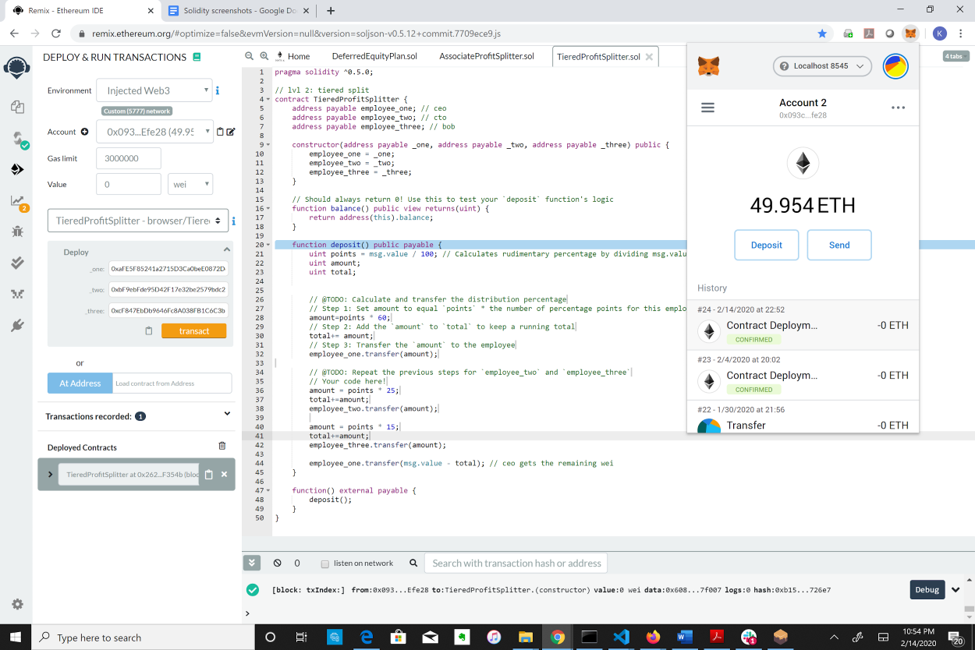 Remix - Ethereum IDE
Solidity screenshots - Google Do
remix.ethereum.org/#optimize=false&evmVersion=null&version=soljson-v0.5.12+commit.7709ece9.js
K
DEPLOY & RUN TRANSACTIONS
Environment
Injected Web3
Custom (5777) network
Account
0x093...Efe28 (49.95
Gas limit
3000000
Value
0
wei
TieredProfitSplitter - browser/Tiere
Deploy
_one:
0xaFE5F85241a2715D3Ca0beE0872D
_two:
0xbF9ebFde95D42F17e32be2579bdc2
_three:
0xcF847EbDb9646Fc8A038FB1C6C3b
transact
or
At Address
Load contract from Address
Transactions recorded: 1
Deployed Contracts
TieredProfitSplitter at 0x262...F354b (bloc
2
Home
DeferredEquityPlan.sol
AssociateProfitSplitter.sol
TieredProfitSplitter.sol
4 tabs
1 pragma solidity ^0.5.0;
2
3 // lvl 2: tiered split
4 contract TieredProfitSplitter {
5 address payable employee_one; // ceo
6 address payable employee_two; // cto
7 address payable employee_three; // bob
8
9 constructor(address payable _one, address payable _two, address payable _three) public {
10 employee_one = _one;
11 employee_two = _two;
12 employee_three = _three;
13 }
14
15 // Should always return 0! Use this to test your `deposit` function's logic
16 function balance() public view returns(uint) {
17 return address(this).balance;
18 }
19
20 function deposit() public payable {
21 uint points = msg.value / 100; // Calculates rudimentary percentage by dividing msg.valu
22 uint amount;
23 uint total;
24
25
26 // @TODO: Calculate and transfer the distribution percentage
27 // Step 1: Set amount to equal `points` * the number of percentage points for this emplo
28 amount=points * 60;
29 // Step 2: Add the `amount` to `total` to keep a running total
30 total+= amount;
31 // Step 3: Transfer the `amount` to the employee
32 employee_one.transfer(amount);
33
34 // @TODO: Repeat the previous steps for `employee_two` and `employee_three`
35 // Your code here!
36 amount = points * 25;
37 total+=amount;
38 employee_two.transfer(amount);
39
40 amount = points * 15;
41 total+=amount;
42 employee_three.transfer(amount);
43
44 employee_one.transfer(msg.value - total); // ceo gets the remaining wei
45 }
46
47 function() external payable {
48 deposit();
49 }
50 }
Localhost 8545
Account 2
0x093c...fe28
49.954 ETH
Deposit
Send
History
#24 - 2/14/2020 at 22:52
Contract Deploym...
-0 ETH
CONFIRMED
#23 - 2/4/2020 at 20:02
Contract Deploym...
-0 ETH
CONFIRMED
#22 - 1/30/2020 at 21:56
Transfer
-0 ETH
0
listen on network
Search with transaction hash or address
[block: txIndex:] from:0x093...Efe28 to:TieredProfitSplitter.(constructor) value:0 wei data:0x608...7f007 logs:0 hash:0xb15...726e7
Debug
>
Type here to search
10:54 PM
2/14/2020
20